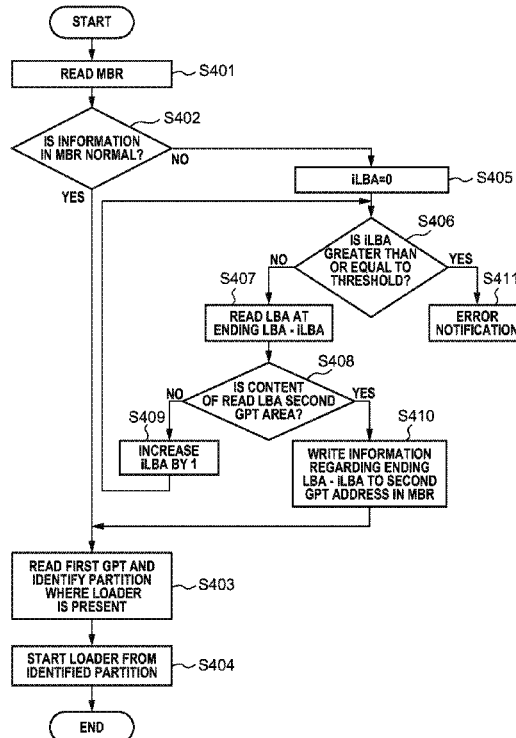 START
READ MBR
S401
S402
IS INFORMATION
IN MBR NORMAL?
NO
YES
iLBA=0
S405
S406
IS iLBA
GREATER THAN
OR EQUAL TO
THRESHOLD?
NO
YES
S407
READ LBA AT
ENDING LBA - iLBA
S411
ERROR
NOTIFICATION
S408
IS CONTENT
OF READ LBA SECOND
GPT AREA?
NO
YES
S409
INCREASE
iLBA BY 1
S410
WRITE INFORMATION
REGARDING ENDING
LBA - iLBA TO SECOND
GPT ADDRESS IN MBR
READ FIRST GPT AND
IDENTIFY PARTITION
WHERE LOADER
IS PRESENT
S403
START LOADER FROM
IDENTIFIED PARTITION
S404
END